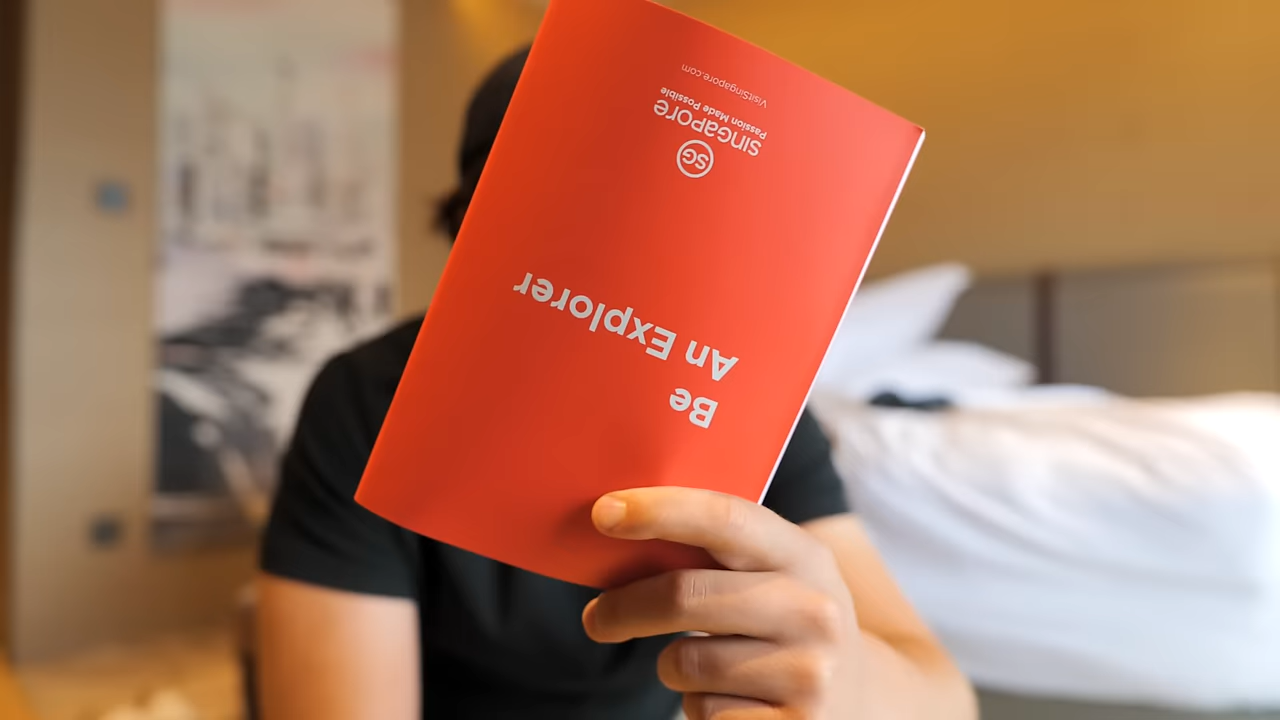 Be
An Explorer
SG
singapore
Passion Made Possible
VisitSingapore.com